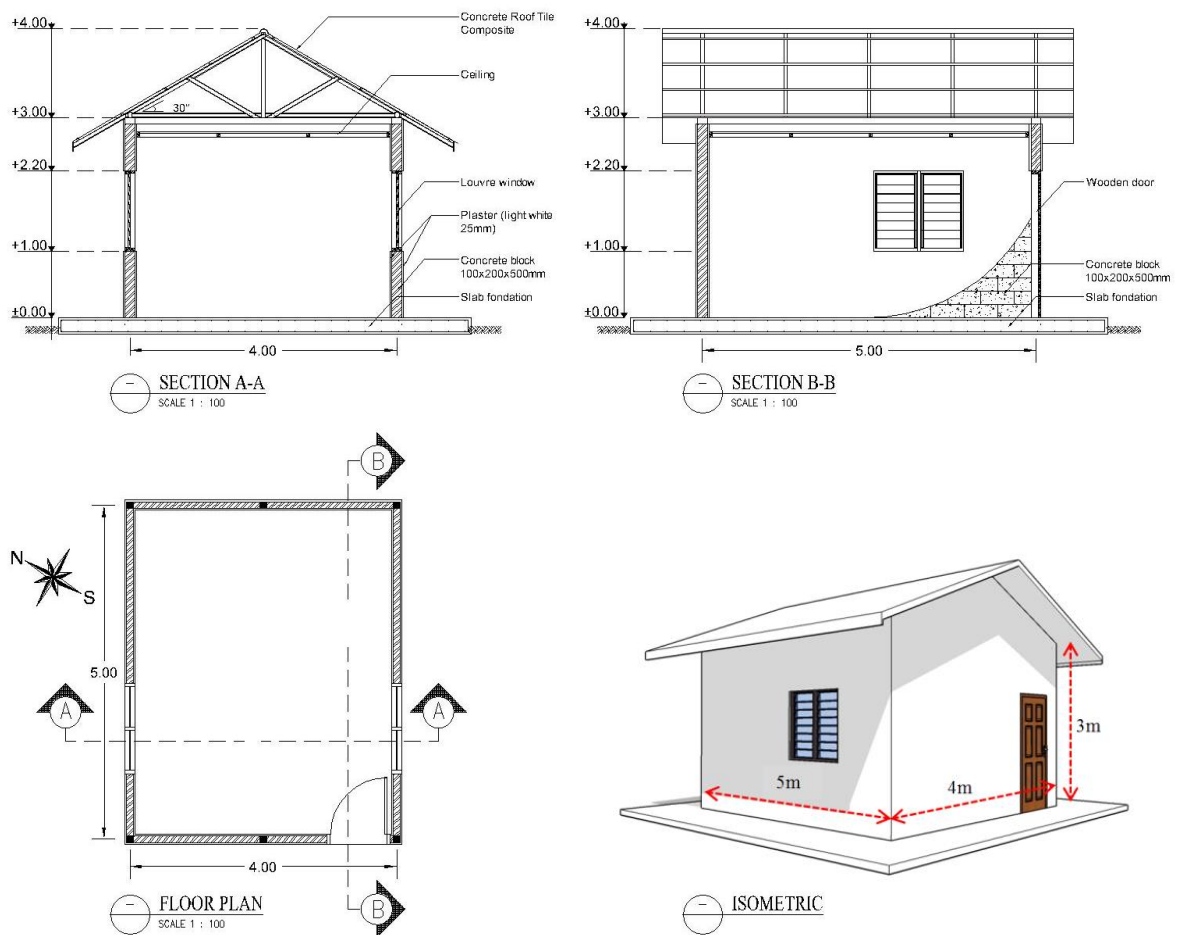 +4.00
+3.00
+2.20
+1.00
+0.00
30"
Concrete Roof Tile
Composite
Ceiling
Louvre window
Plaster (light white
25mm)
Concrete block
100x200x500mm
Slab fondation
4.00
SECTION A-A
SCALE 1 : 100
+4.00
+3.00
+2.20
+1.00
+0.00
Wooden door
Concrete block
100x200x500mm
Slab fondation
5.00
SECTION B-B
SCALE 1 : 100
B
N
S
5.00
A
A
4.00
B
FLOOR PLAN
SCALE 1 : 100
3m
5m
4m
ISOMETRIC